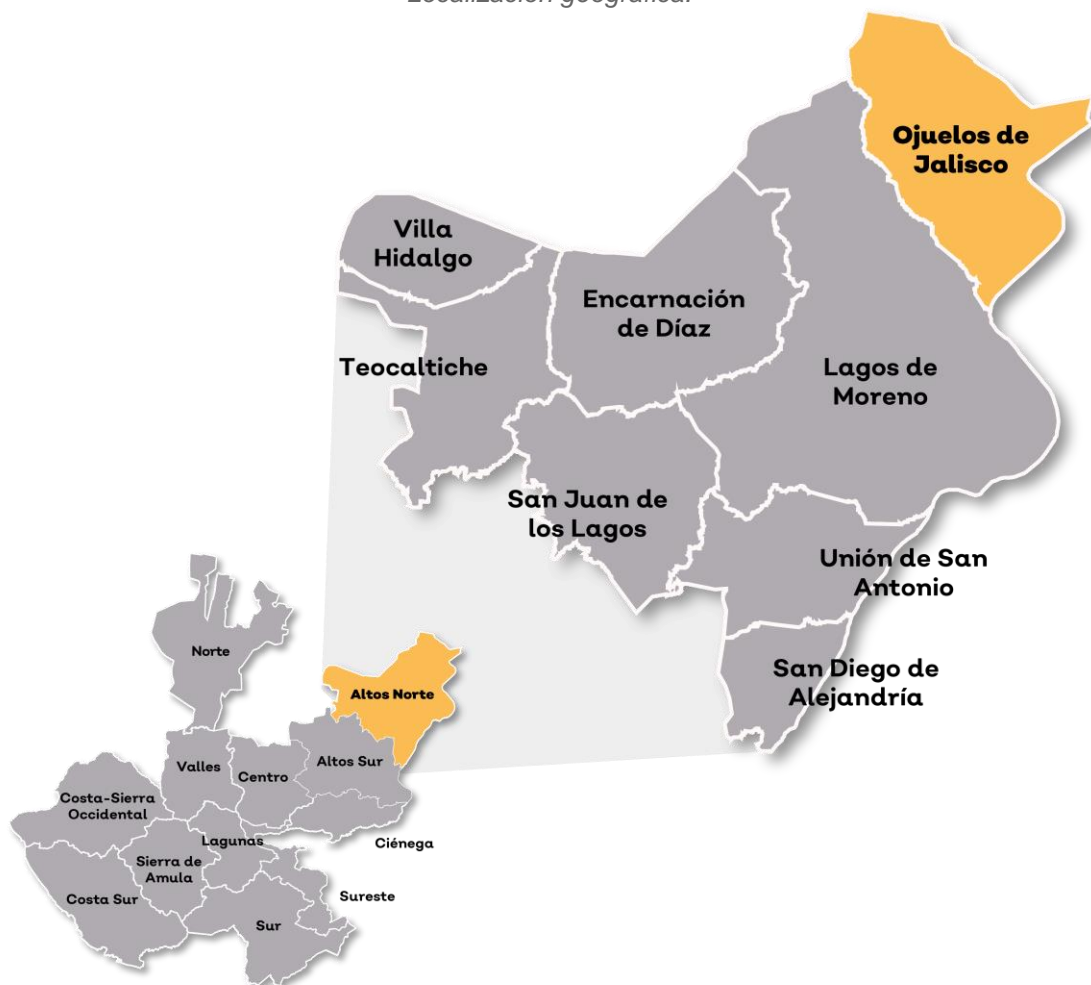 Localización geográfica.
Ojuelos de
Jalisco
Villa
Hidalgo
Encarnación
de Díaz
Teocaltiche
Lagos de
Moreno
San Juan de
los Lagos
Unión de San
Antonio
San Diego de
Alejandría
Norte
Altos Norte
Valles
Centro
Altos Sur
Costa-Sierra
Occidental
Lagunas
Ciénega
Sierra de
Amula
Costa Sur
Sureste
Sur